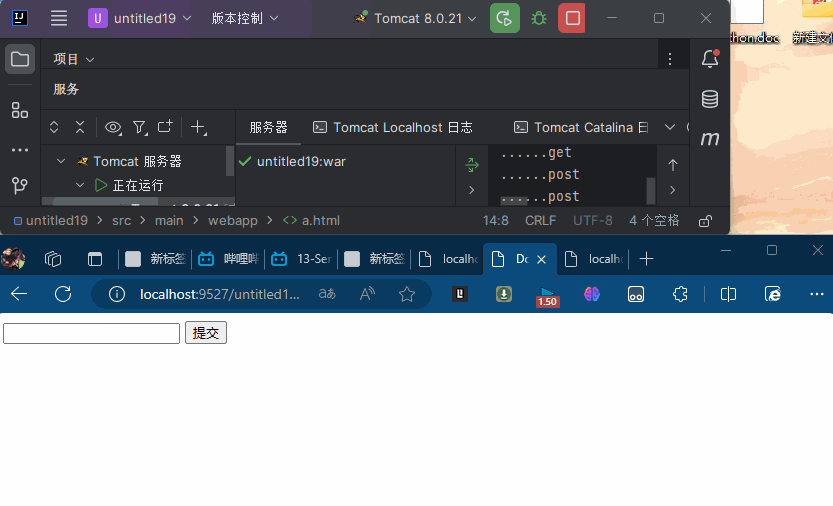 U untitled19 版本控制 Tomcat 8.0.21
thon.doc 新建文
项目
服务
服务器 Tomcat Localhost 日志 Tomcat Catalina 日
Tomcat 服务器 untitled19:war ......get
正在运行 ......post
......post
untitled19 > src > main > webapp > <> a.html 14:8 CRLF UTF-8 4 个空格
新标签 哔哩哔 13-Ser 新标签 localho Do localh
localhost:9527/untitled1... 1.50
提交